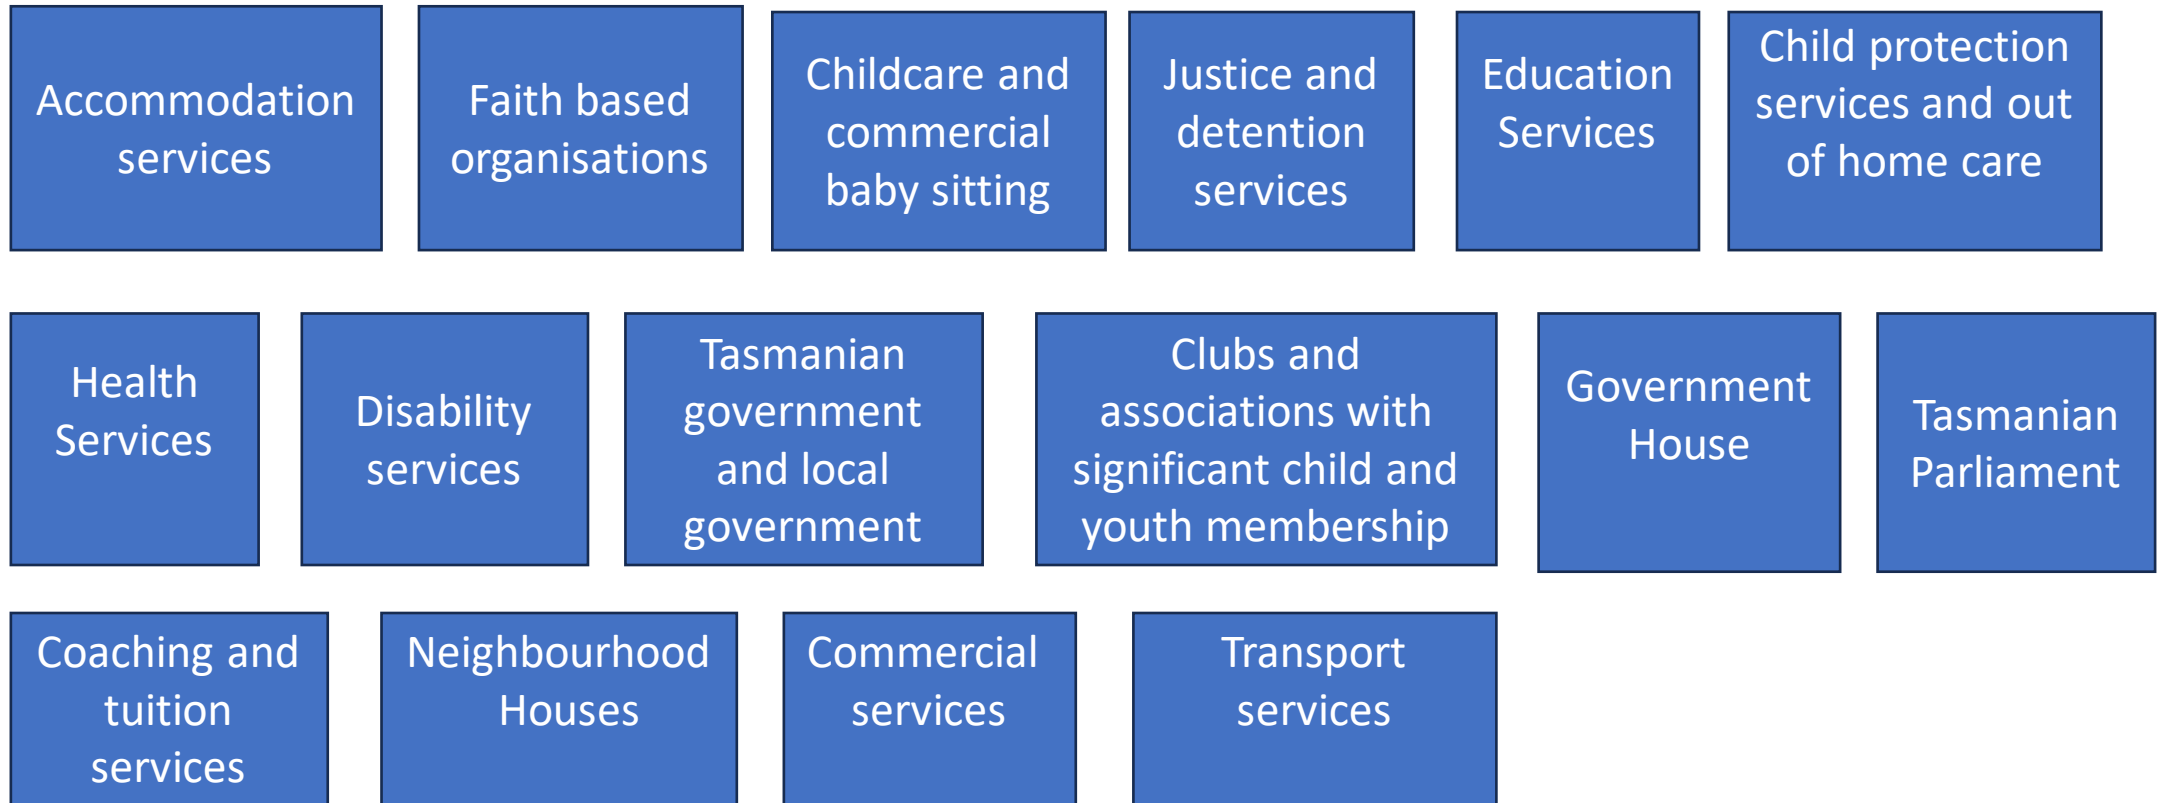 Accommodation
services
Faith based
organisations
Childcare and
commercial
baby sitting
Justice and
detention
services
Education
Services
Child protection
services and out
of home care
Health
Services
Disability
services
Tasmanian
government
and local
government
Clubs and
associations with
significant child and
youth membership
Government
House
Tasmanian
Parliament
Coaching and
tuition
services
Neighbourhood
Houses
Commercial
services
Transport
services